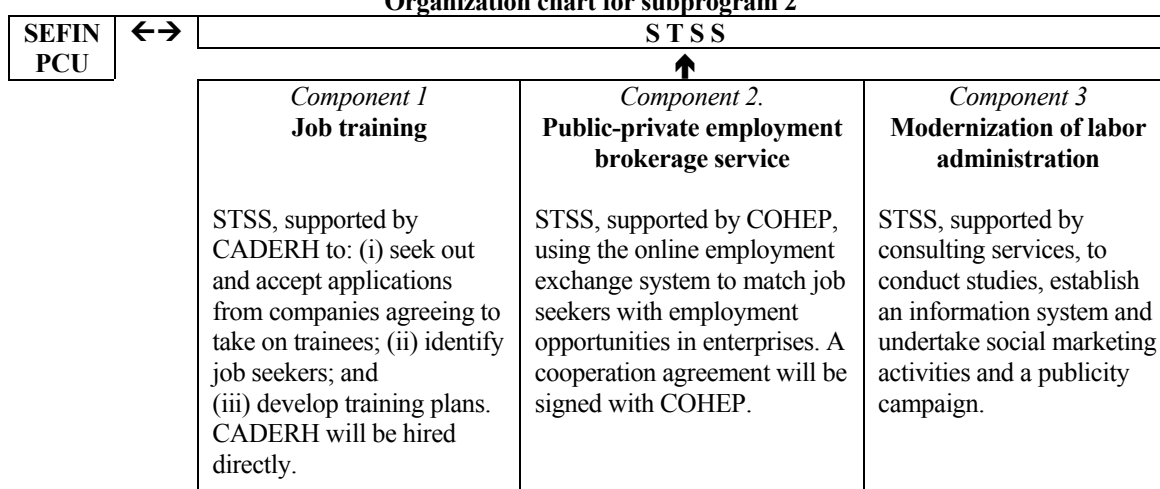 Organization chart for subprogram 2
SEFIN
PCU
←→
S T S S
↑
Component 1
Job training
STSS, supported by
CADERH to: (i) seek out
and accept applications
from companies agreeing to
take on trainees; (ii) identify
job seekers; and
(iii) develop training plans.
CADERH will be hired
directly.
Component 2.
Public-private employment
brokerage service
STSS, supported by COHEP,
using the online employment
exchange system to match job
seekers with employment
opportunities in enterprises. A
cooperation agreement will be
signed with COHEP.
Component 3
Modernization of labor
administration
STSS, supported by
consulting services, to
conduct studies, establish
an information system and
undertake social marketing
activities and a publicity
campaign.